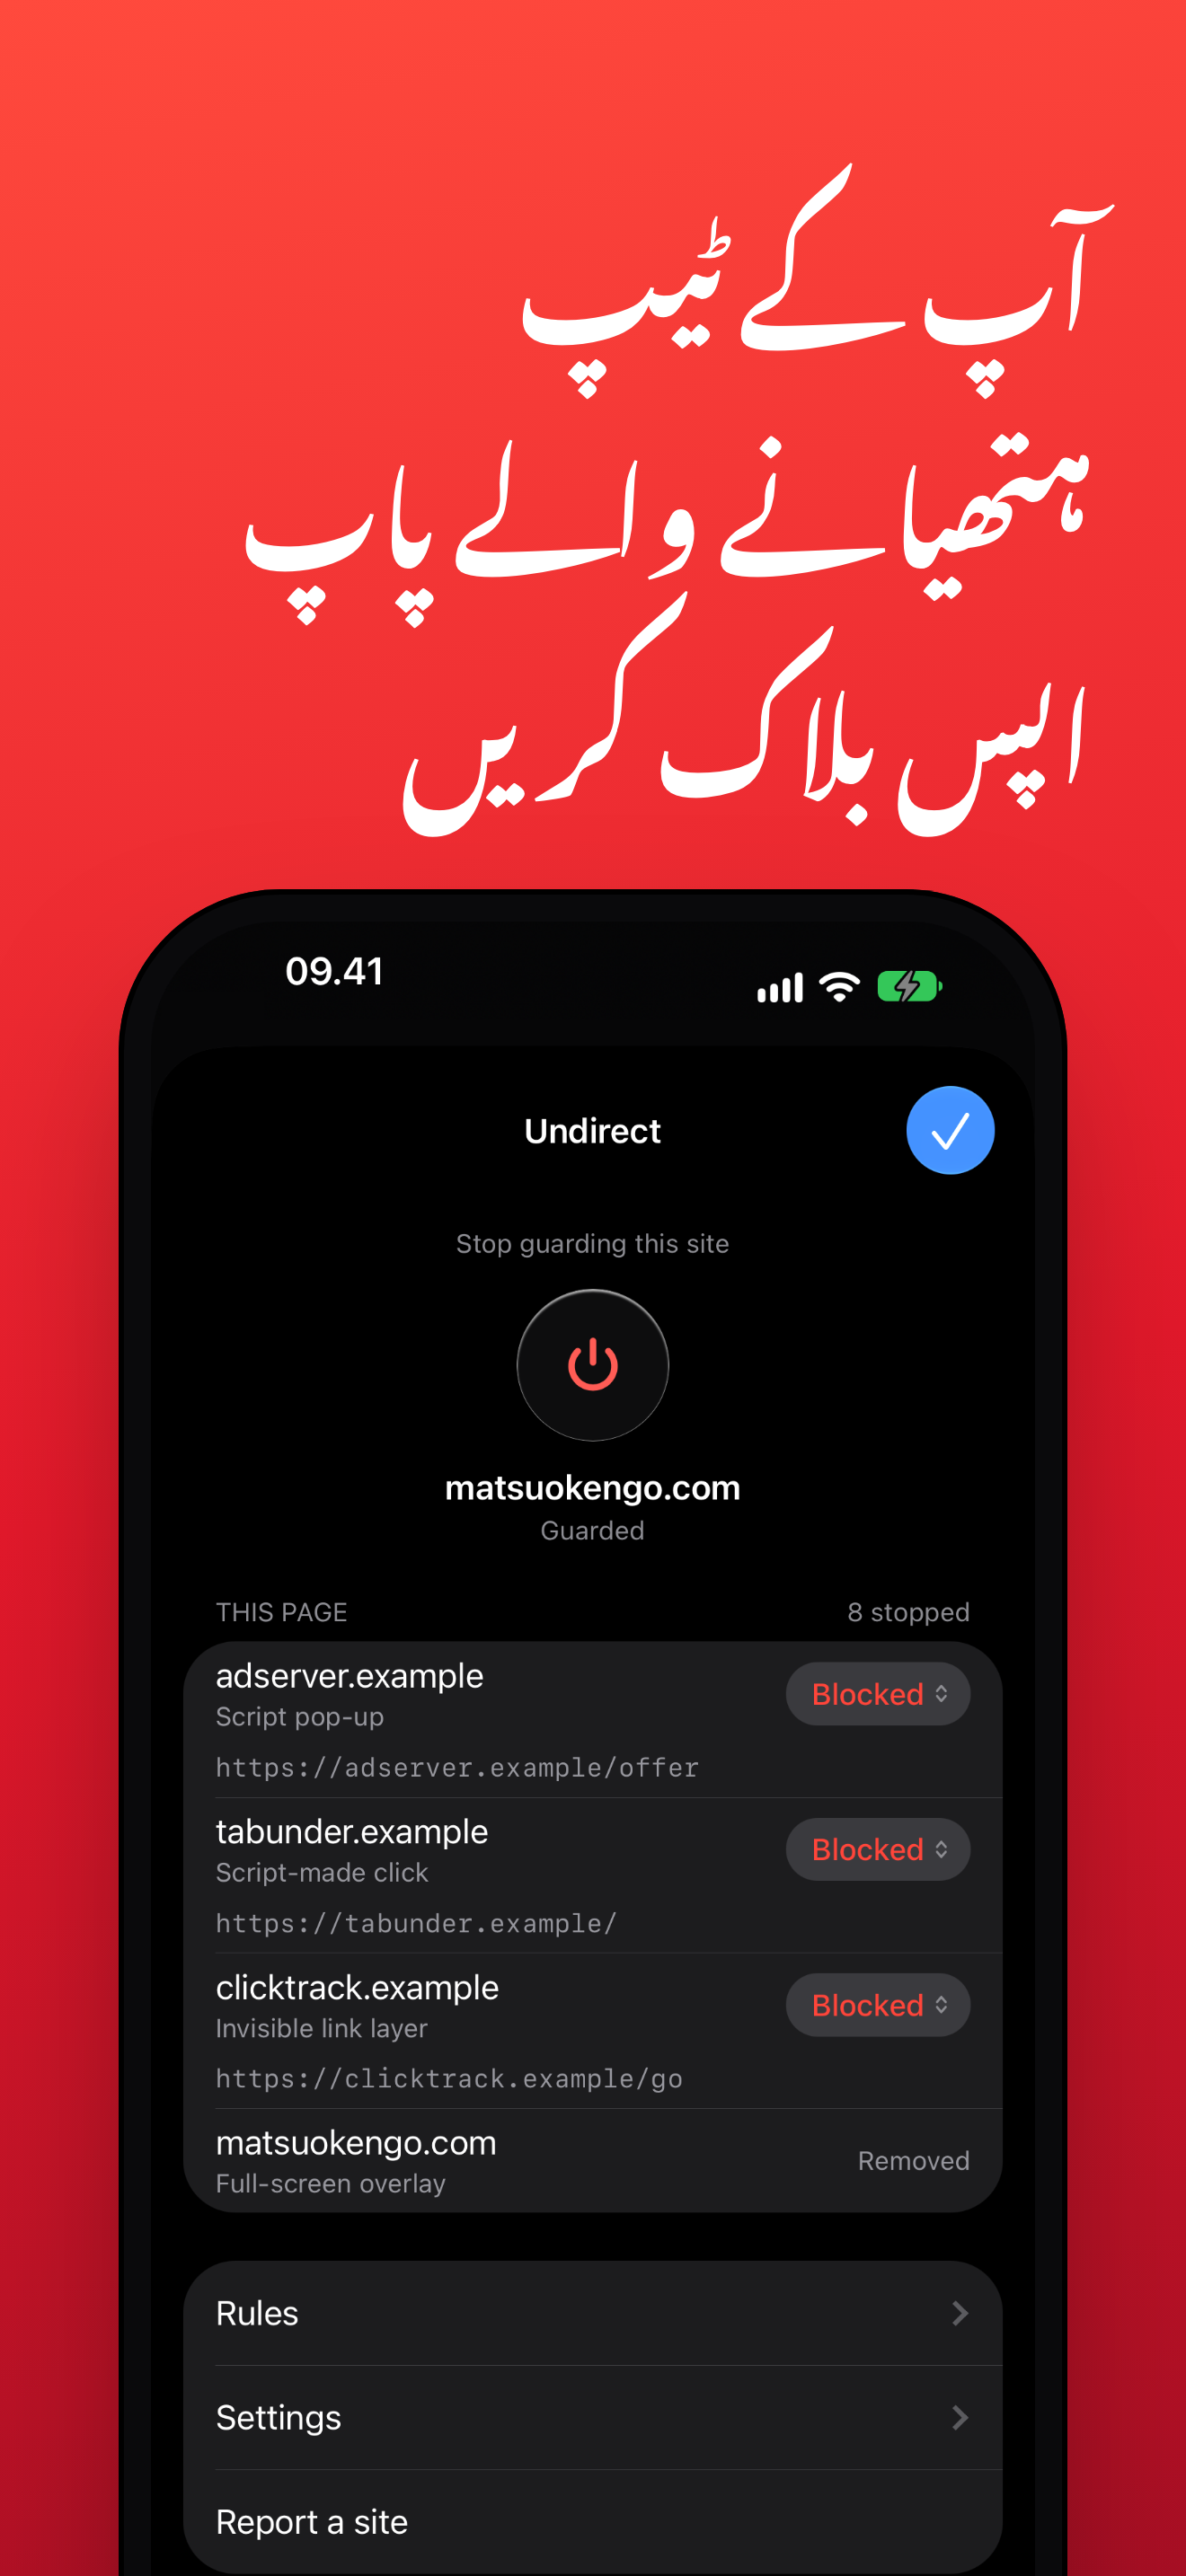 آپ کے ٹیپ
ہتھیانے والے پاپ
اپس بلاک کریں
09.41
Undirect
Stop guarding this site
matsuokengo.com
Guarded
THIS PAGE 8 stopped
adserver.example Blocked
Script pop-up
https://adserver.example/offer
tabunder.example Blocked
Script-made click
https://tabunder.example/
clicktrack.example Blocked
Invisible link layer
https://clicktrack.example/go
matsuokengo.com Removed
Full-screen overlay
Rules
Settings
Report a site